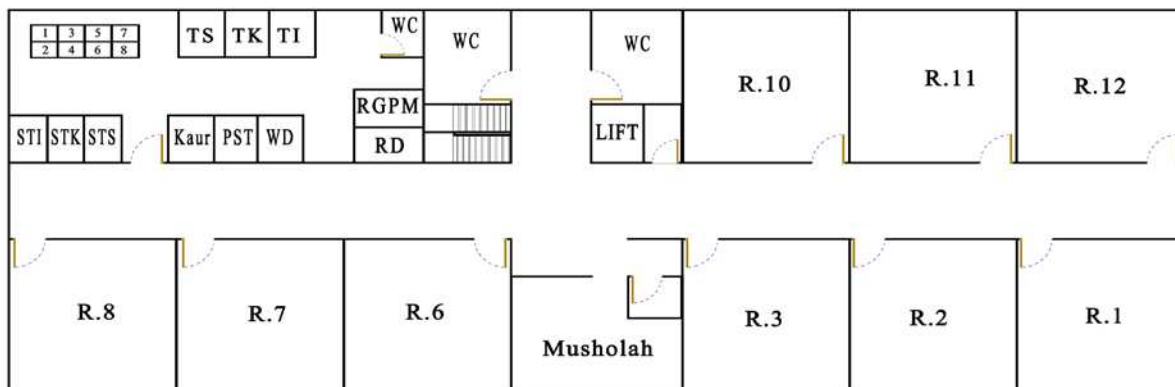 1 3 5 7
2 4 6 8
TS TK TI
WC
WC
WC
R.10
R.11
R.12
RGPM
RD
STI STK STS
Kaur PST WD
LIFT
R.8
R.7
R.6
Musholah
R.3
R.2
R.1